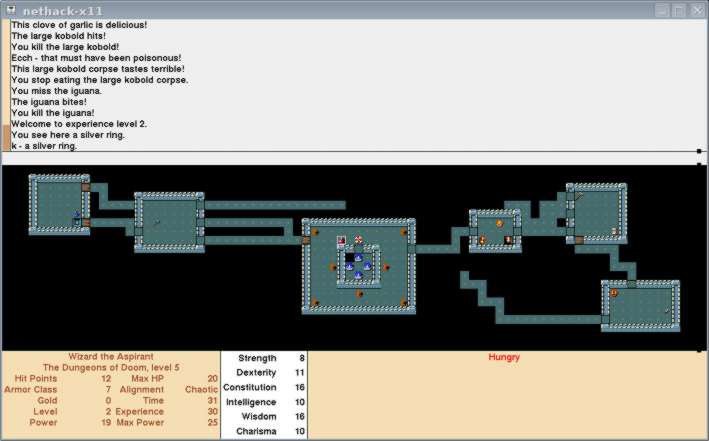 nethack-x11
This clove of garlic is delicious!
The large kobold hits!
You kill the large kobold!
Ecch - that must have been poisonous!
This large kobold corpse tastes terrible!
You stop eating the large kobold corpse.
You miss the iguana.
The iguana bites!
You kill the iguana!
Welcome to experience level 2.
You see here a silver ring.
k - a silver ring.
Wizard the Aspirant
The Dungeons of Doom, level 5
Hit Points 12 Max HP 20
Armor Class 7 Alignment Chaotic
Gold 0 Time 31
Level 2 Experience 30
Power 19 Max Power 25
Strength 8
Dexterity 11
Constitution 16
Intelligence 10
Wisdom 16
Charisma 10
Hungry